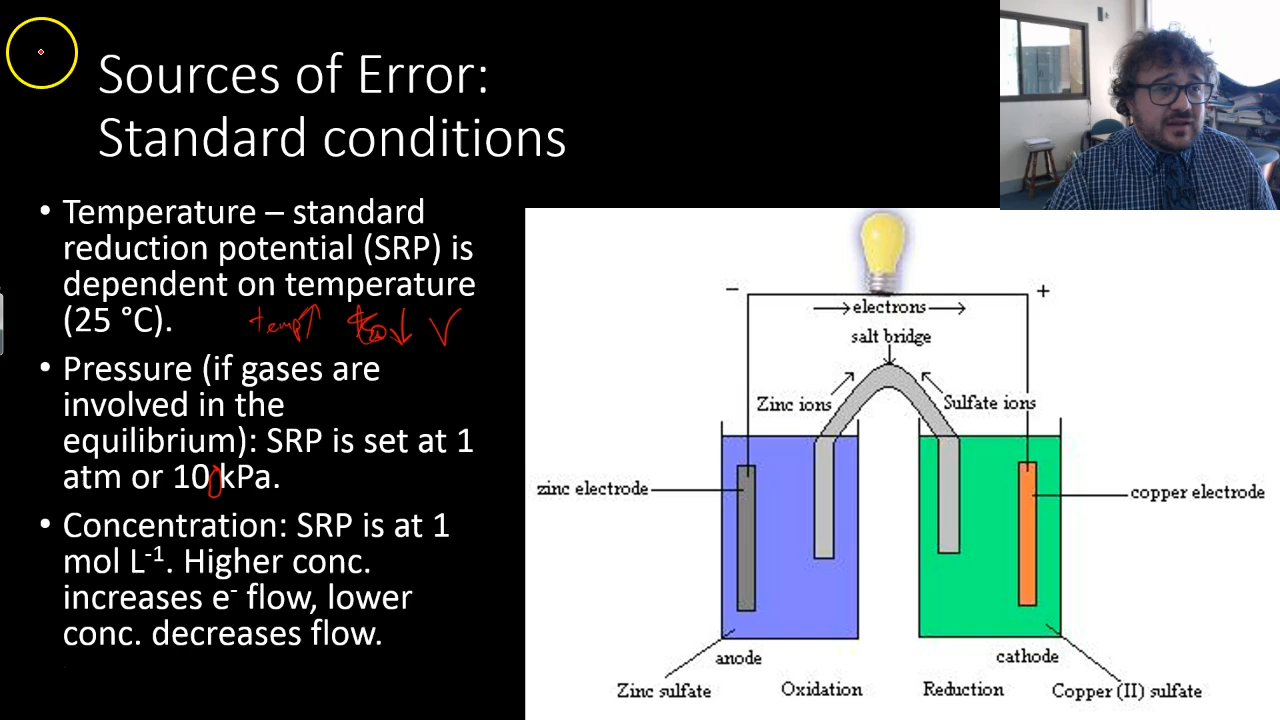 Sources of Error:
Standard conditions
• Temperature – standard
reduction potential (SRP) is
dependent on temperature
(25 °C).
temp↑ ↓ V
• Pressure (if gases are
involved in the
equilibrium): SRP is set at 1
atm or 100kPa.
• Concentration: SRP is at 1
mol L⁻¹. Higher conc.
increases e⁻ flow, lower
conc. decreases flow.
− +
electrons
salt bridge
Zinc ions
Sulfate ions
zinc electrode
copper electrode
anode
cathode
Zinc sulfate
Oxidation
Reduction
Copper (II) sulfate